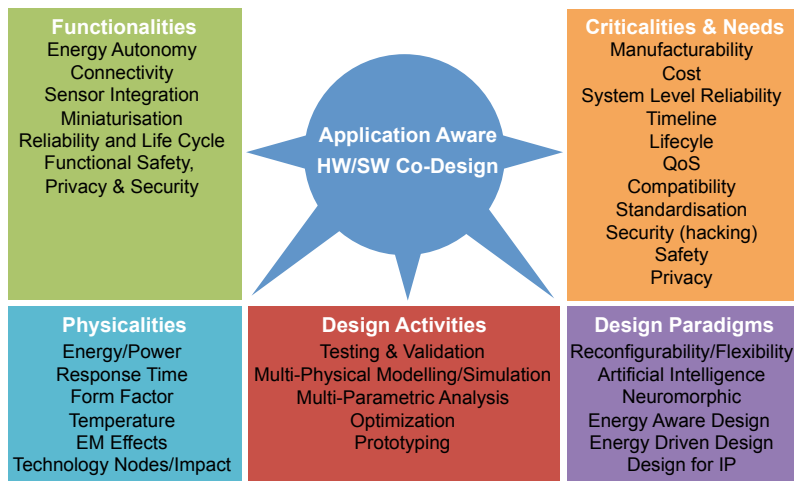 Functionalities
Energy Autonomy
Connectivity
Sensor Integration
Miniaturisation
Reliability and Life Cycle
Functional Safety,
Privacy & Security
Application Aware
HW/SW Co-Design
Criticalities & Needs
Manufacturability
Cost
System Level Reliability
Timeline
Lifecyle
QoS
Compatibility
Standardisation
Security (hacking)
Safety
Privacy
Physicalities
Energy/Power
Response Time
Form Factor
Temperature
EM Effects
Technology Nodes/Impact
Design Activities
Testing & Validation
Multi-Physical Modelling/Simulation
Multi-Parametric Analysis
Optimization
Prototyping
Design Paradigms
Reconfigurability/Flexibility
Artificial Intelligence
Neuromorphic
Energy Aware Design
Energy Driven Design
Design for IP